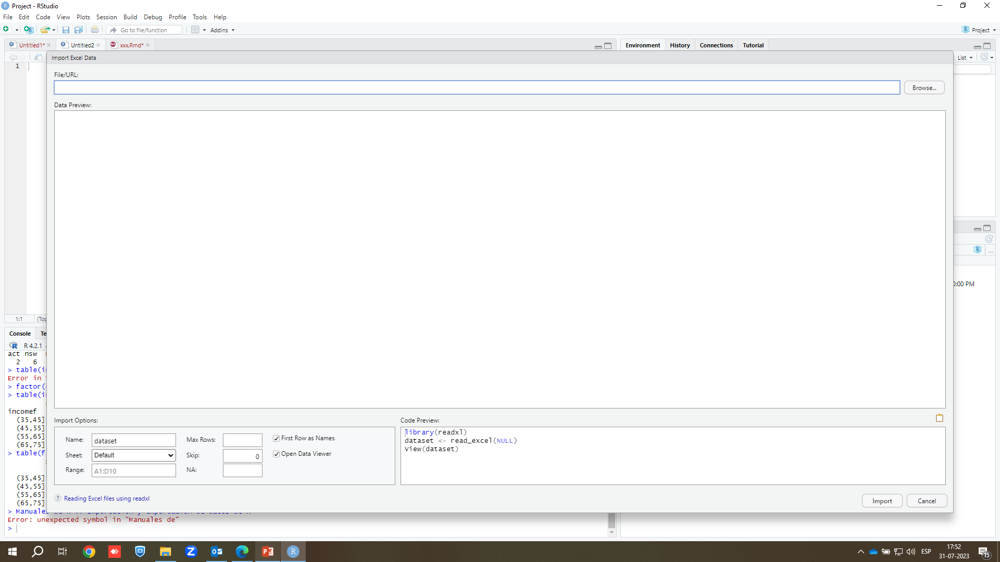 Project - RStudio
File Edit Code View Plots Session Build Debug Profile Tools Help
Go to file/function Addins Project
Untitled1* Untitled2 xxx.Rmd* Environment History Connections Tutorial
Import Excel Data
List
1
File/URL:
Browse...
Data Preview:
0:00 PM
1:1 (Top
Console Te
R 4.2.1
act nsw
2 6
> table(in
Error in
> factor(
> table(in
incomef
(35,45]
(45,55]
(55,65]
(65,75]
> table(fa
(35,45]
(45,55]
(55,65]
(65,75]
> Manuales de
Error: unexpected symbol in "Manuales de"
>
Import Options:
Name: dataset Max Rows: First Row as Names
Sheet: Default Skip: 0 Open Data Viewer
Range: A1:D10 NA:
Code Preview:
library(readxl)
dataset <- read_excel(NULL)
View(dataset)
? Reading Excel files using readxl
Import Cancel
ESP
17:52
31-07-2023
15